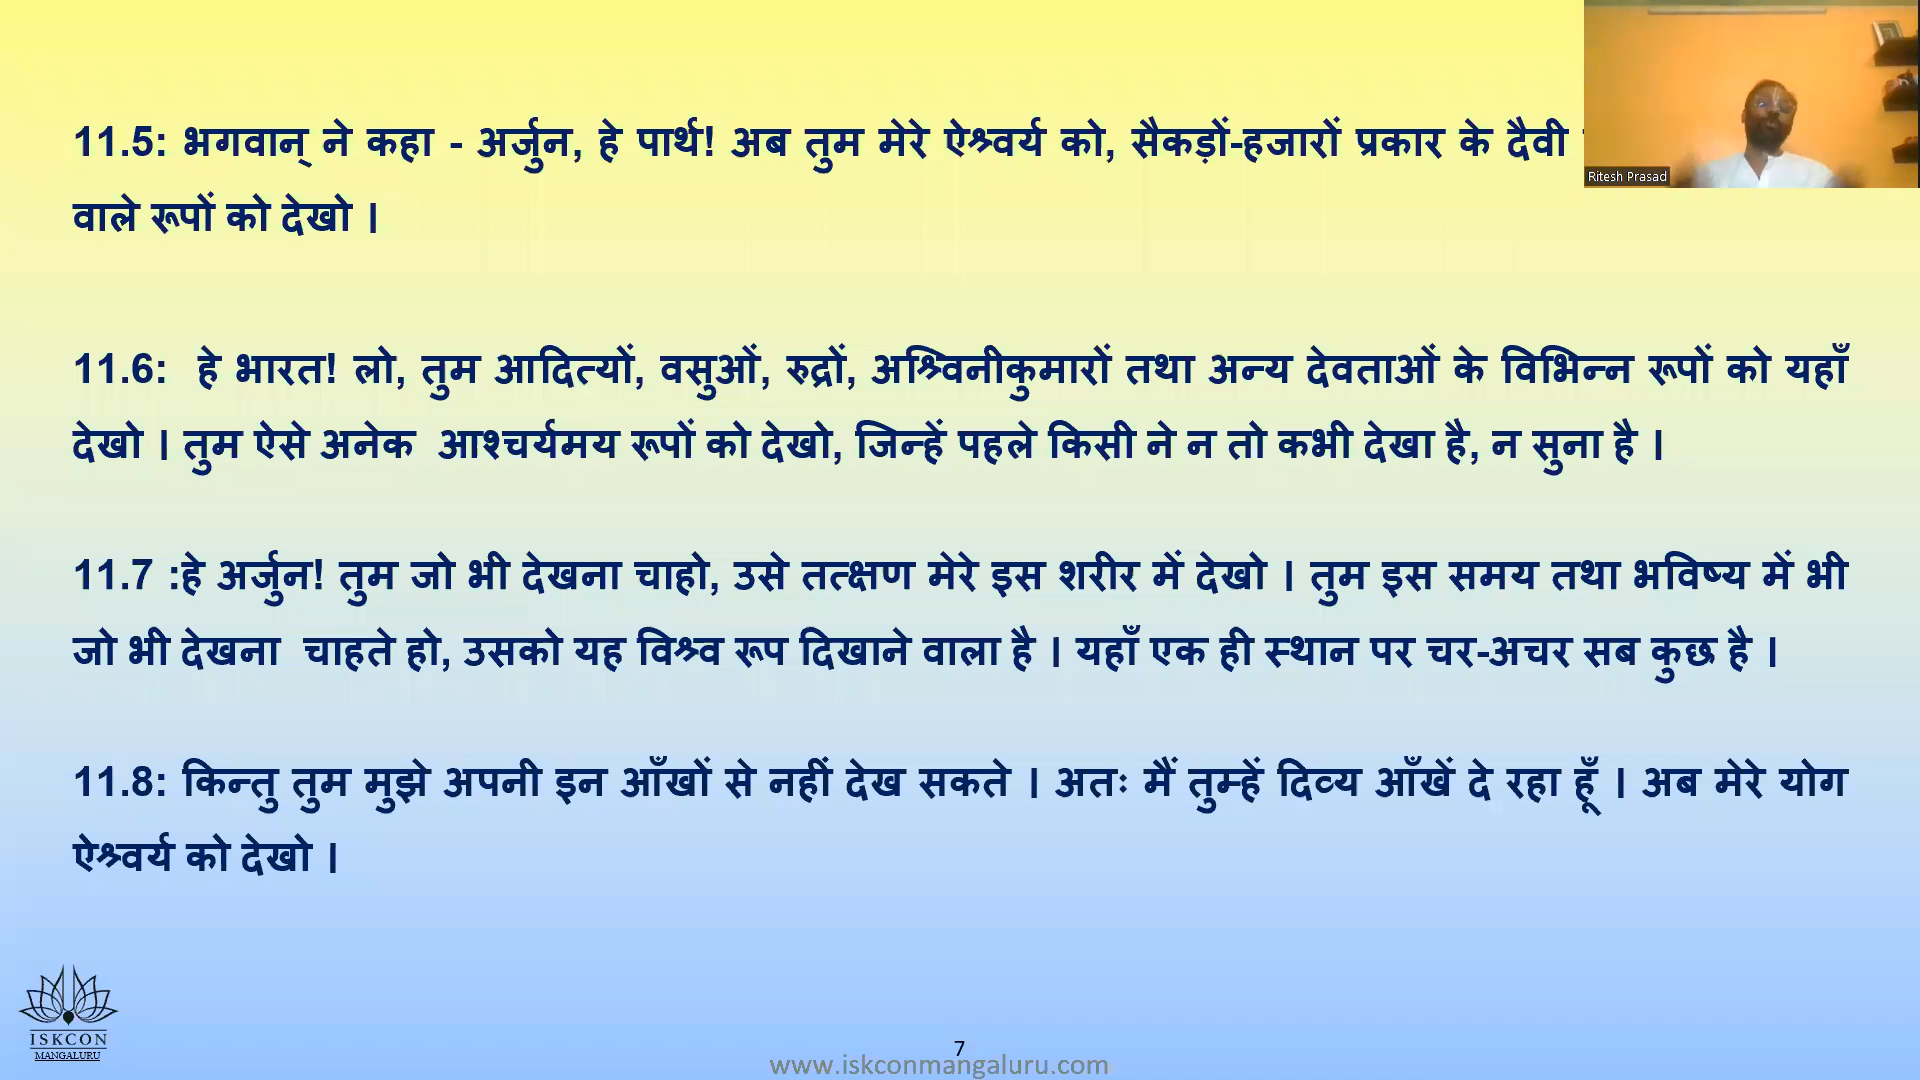 11.5: भगवान् ने कहा - अर्जुन, हे पार्थ! अब तुम मेरे ऐश्र्वर्य को, सैकड़ों-हजारों प्रकार के दैवी
वाले रूपों को देखो ।
11.6: हे भारत! लो, तुम आदित्यों, वसुओं, रुद्रों, अश्र्विनीकुमारों तथा अन्य देवताओं के विभिन्न रूपों को यहाँ
देखो । तुम ऐसे अनेक आश्चर्यमय रूपों को देखो, जिन्हें पहले किसी ने न तो कभी देखा है, न सुना है ।
11.7 :हे अर्जुन! तुम जो भी देखना चाहो, उसे तत्क्षण मेरे इस शरीर में देखो । तुम इस समय तथा भविष्य में भी
जो भी देखना चाहते हो, उसको यह विश्र्व रूप दिखाने वाला है । यहाँ एक ही स्थान पर चर-अचर सब कुछ है ।
11.8: किन्तु तुम मुझे अपनी इन आँखों से नहीं देख सकते । अतः मैं तुम्हें दिव्य आँखें दे रहा हूँ । अब मेरे योग
ऐश्र्वर्य को देखो ।
Ritesh Prasad
ISKCON
MANGALURU
7
www.iskconmangaluru.com